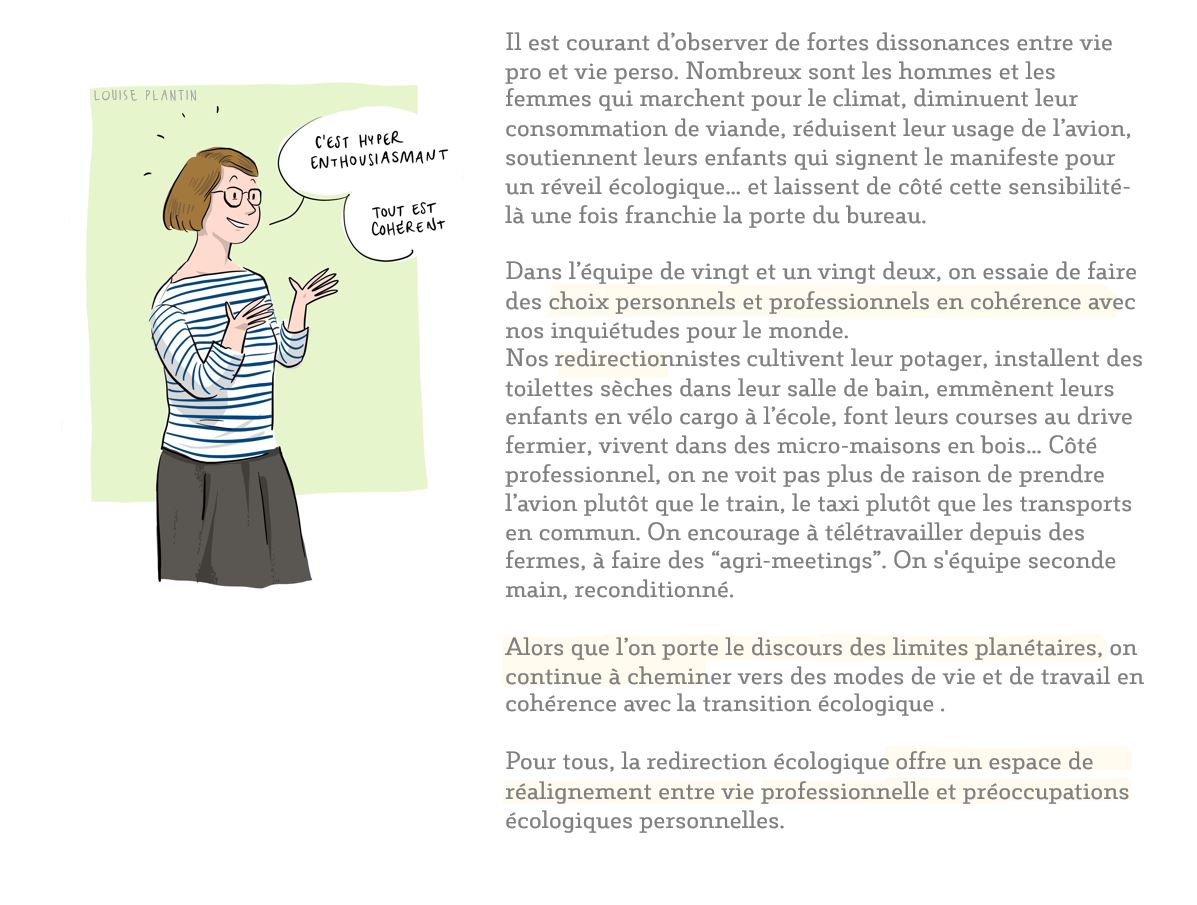 LOUISE PLANTIN
C'EST HYPER
ENTHOUSIASMANT
TOUT EST
COHÉRENT
Il est courant d’observer de fortes dissonances entre vie
pro et vie perso. Nombreux sont les hommes et les
femmes qui marchent pour le climat, diminuent leur
consommation de viande, réduisent leur usage de l’avion,
soutiennent leurs enfants qui signent le manifeste pour
un réveil écologique... et laissent de côté cette sensibilité-
là une fois franchie la porte du bureau.
Dans l’équipe de vingt et un vingt deux, on essaie de faire
des choix personnels et professionnels en cohérence avec
nos inquiétudes pour le monde.
Nos redirectionnistes cultivent leur potager, installent des
toilettes sèches dans leur salle de bain, emmènent leurs
enfants en vélo cargo à l’école, font leurs courses au drive
fermier, vivent dans des micro-maisons en bois... Côté
professionnel, on ne voit pas plus de raison de prendre
l’avion plutôt que le train, le taxi plutôt que les transports
en commun. On encourage à télétravailler depuis des
fermes, à faire des “agri-meetings”. On s'équipe seconde
main, reconditionné.
Alors que l’on porte le discours des limites planétaires, on
continue à cheminer vers des modes de vie et de travail en
cohérence avec la transition écologique .
Pour tous, la redirection écologique offre un espace de
réalignement entre vie professionnelle et préoccupations
écologiques personnelles.